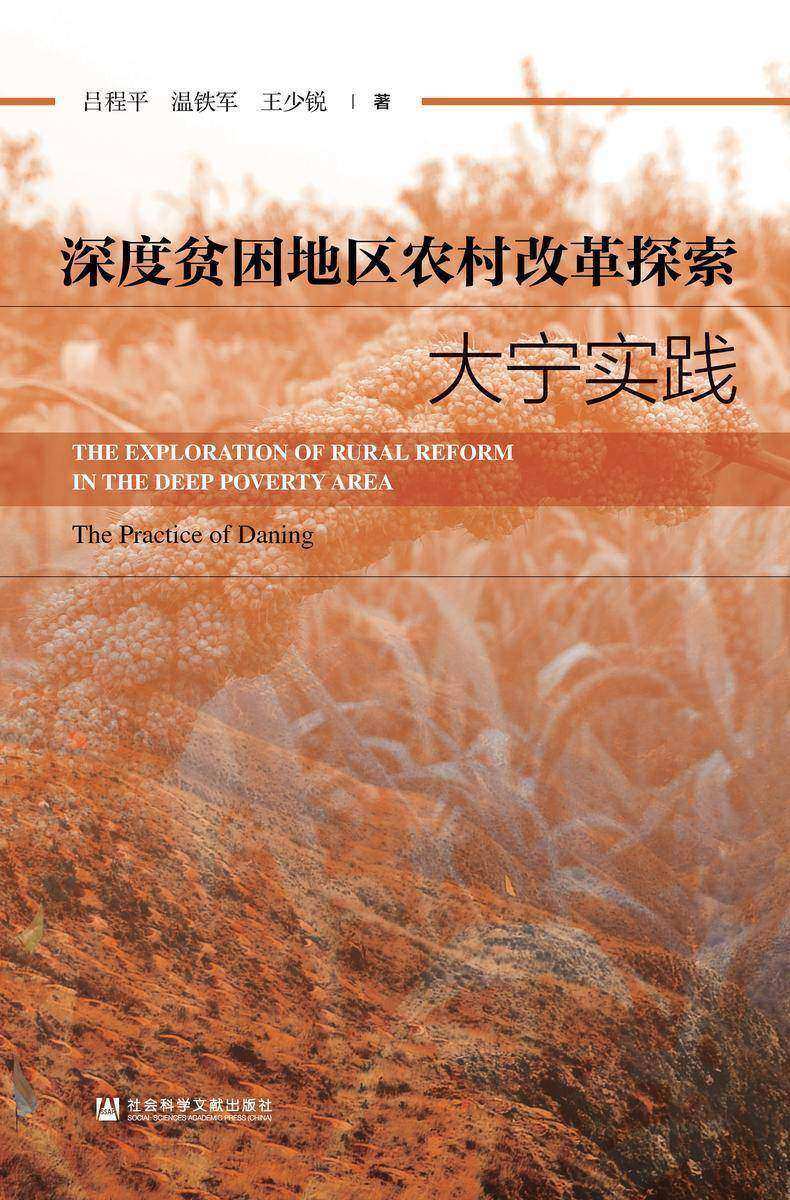 吕程平 温铁军 王少锐 | 著
深度贫困地区农村改革探索
大宁实践
THE EXPLORATION OF RURAL REFORM
IN THE DEEP POVERTY AREA
The Practice of Daning
SSAP
社会科学文献出版社
SOCIAL SCIENCES ACADEMIC PRESS (CHINA)